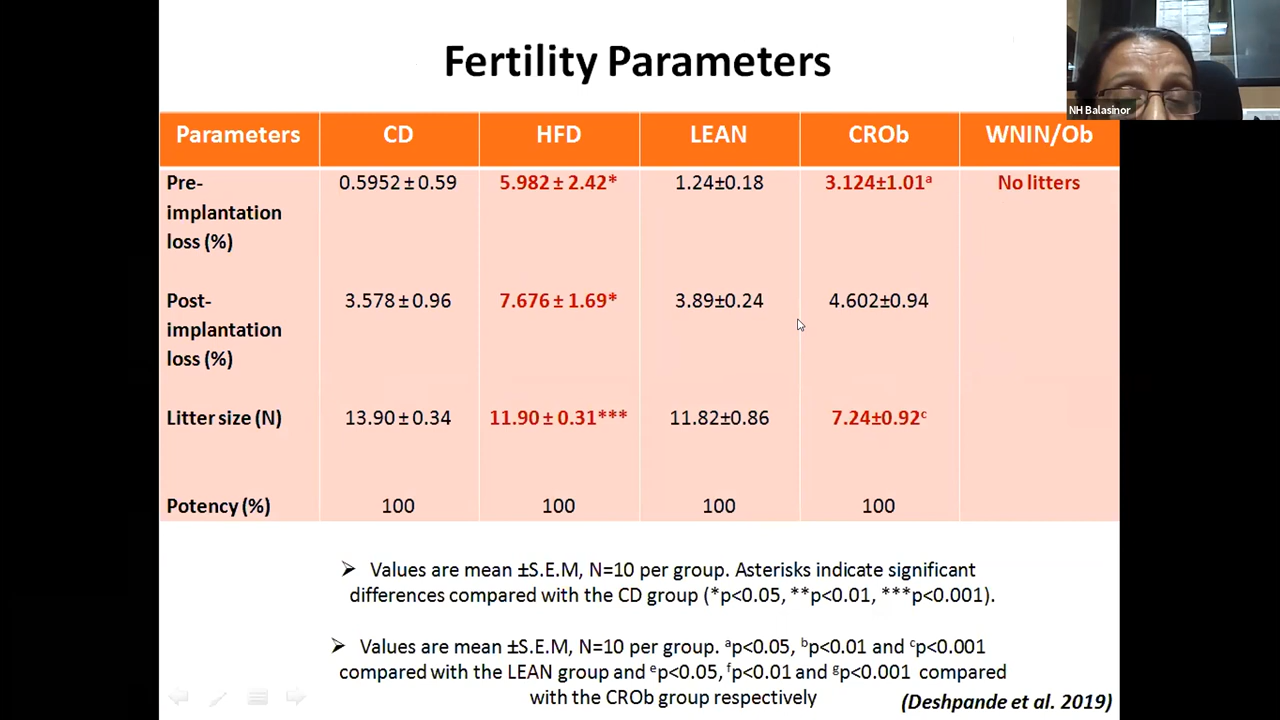 Fertility Parameters
NH Balasinor
Parameters CD HFD LEAN CROb WNIN/Ob
Pre- 0.5952 ± 0.59 5.982 ± 2.42* 1.24±0.18 3.124±1.01ᵃ No litters
implantation
loss (%)
Post- 3.578 ± 0.96 7.676 ± 1.69* 3.89±0.24 4.602±0.94
implantation
loss (%)
Litter size (N) 13.90 ± 0.34 11.90 ± 0.31*** 11.82±0.86 7.24±0.92ᶜ
Potency (%) 100 100 100 100
➢ Values are mean ±S.E.M, N=10 per group. Asterisks indicate significant
differences compared with the CD group (*p<0.05, **p<0.01, ***p<0.001).
➢ Values are mean ±S.E.M, N=10 per group. ᵃp<0.05, ᵇp<0.01 and ᶜp<0.001
compared with the LEAN group and ᵉp<0.05, ᶠp<0.01 and ᵍp<0.001 compared
with the CROb group respectively
(Deshpande et al. 2019)